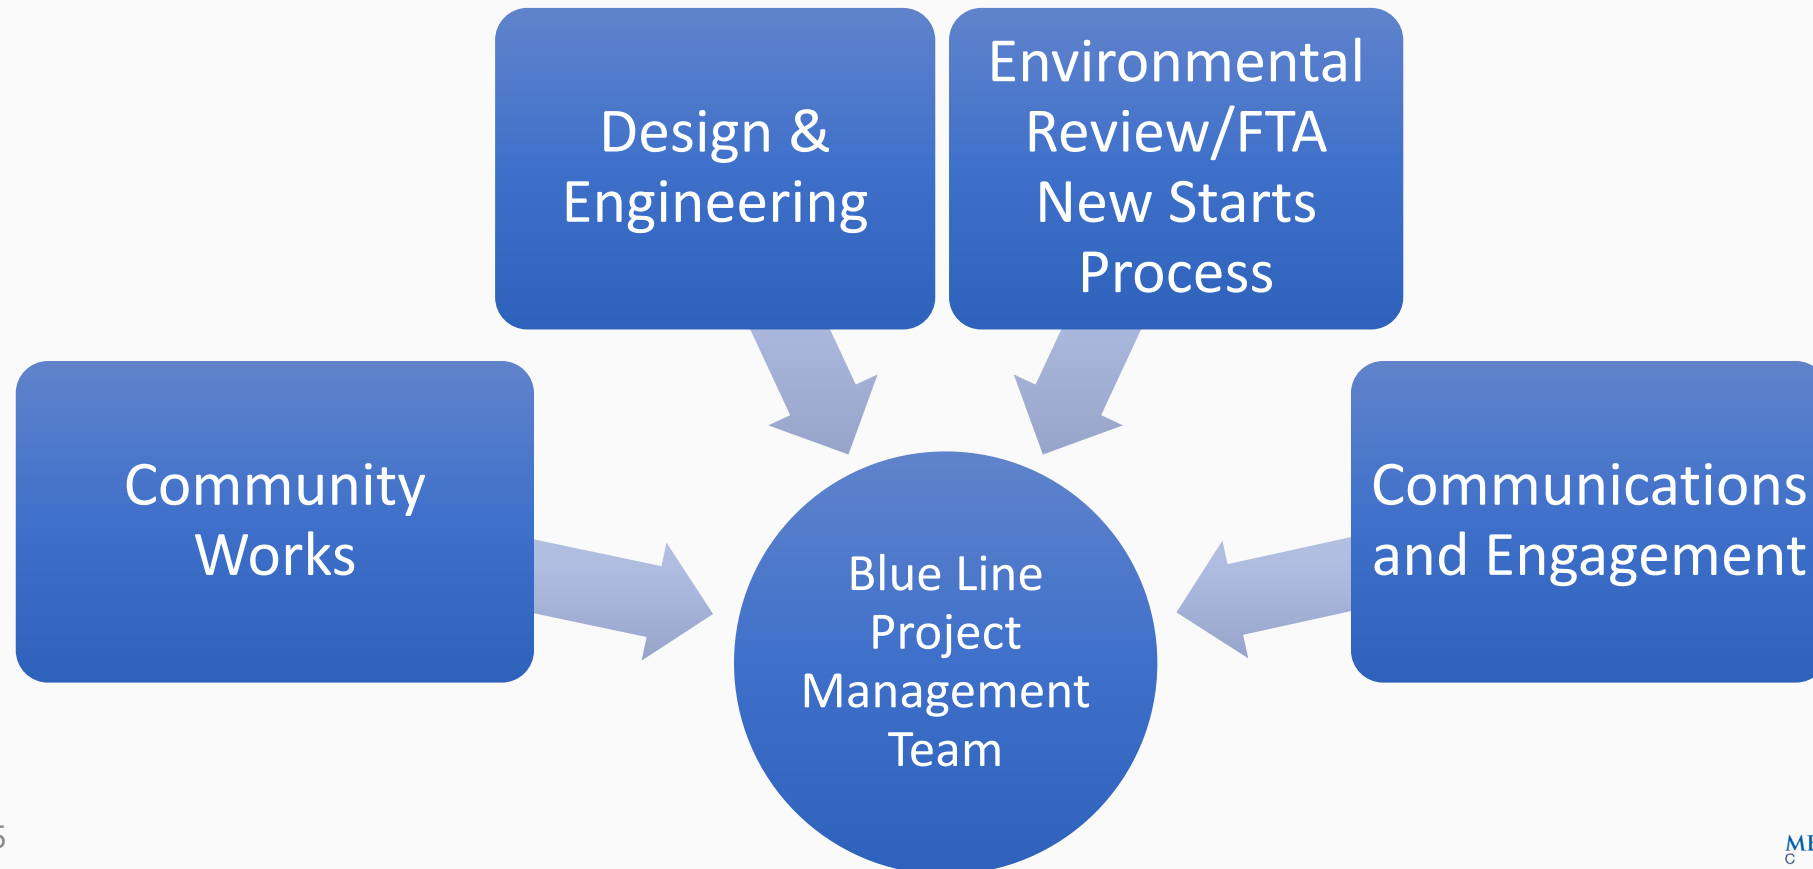 Design &
Engineering
Environmental
Review/FTA
New Starts
Process
Community
Works
Communications
and Engagement
Blue Line
Project
Management
Team